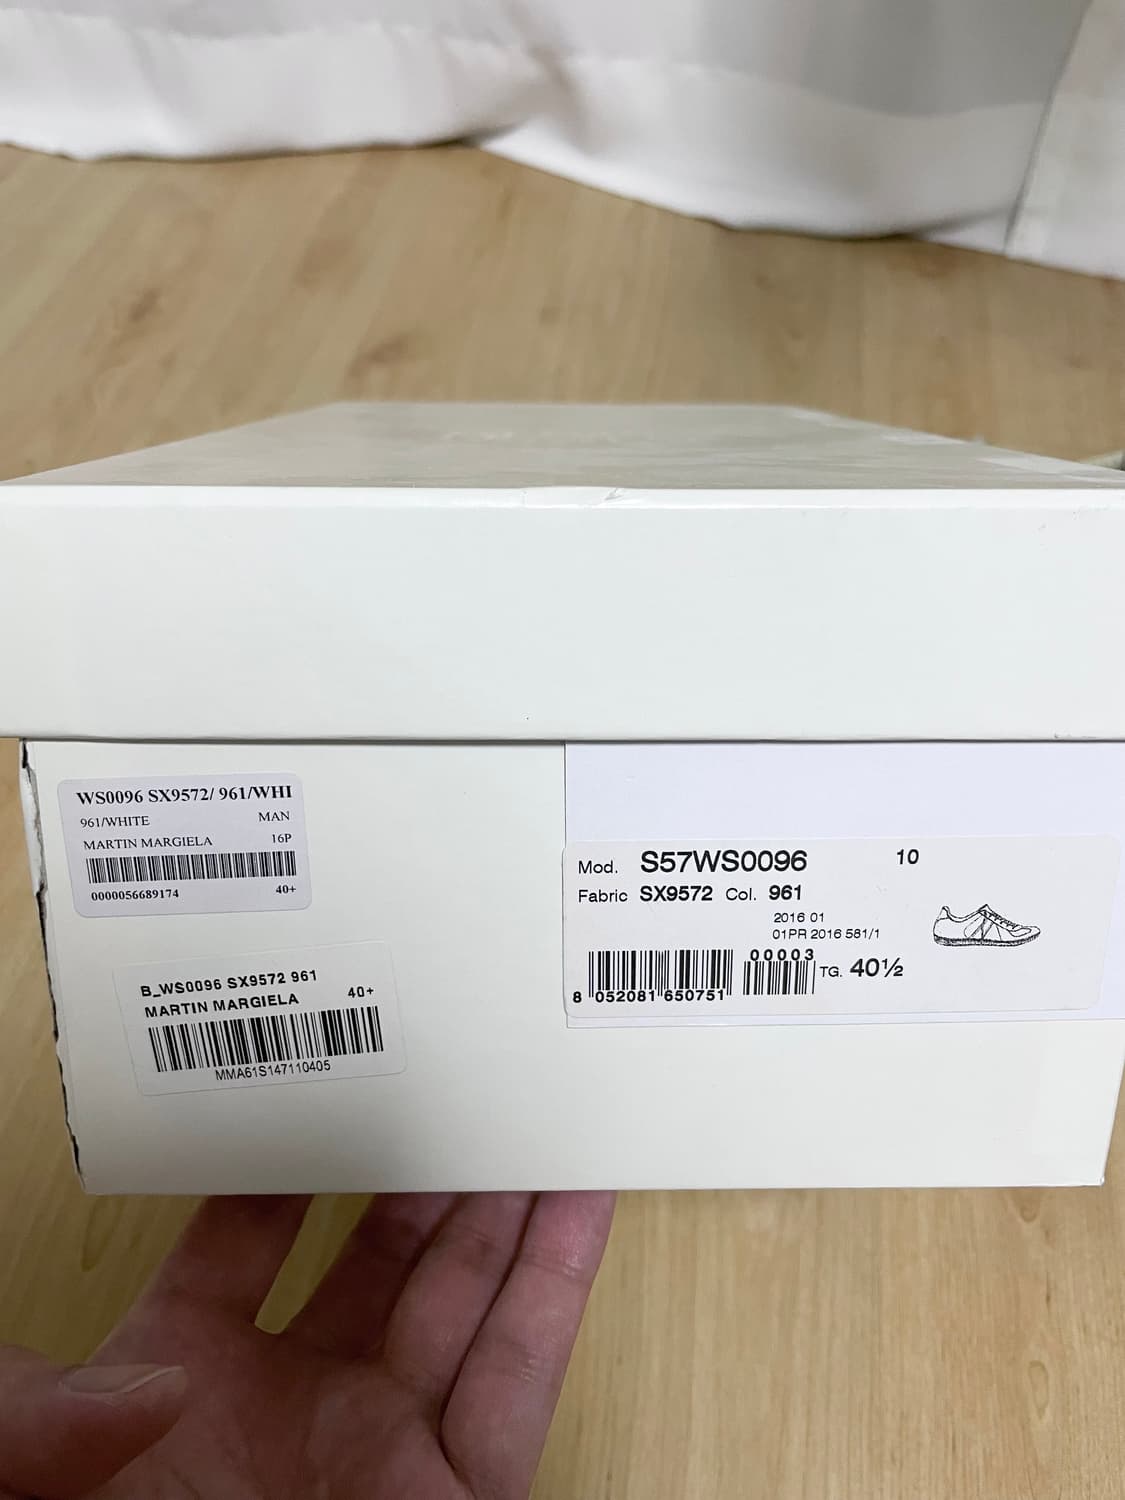 WS0096 SX9572/ 961/WHI
961/WHITE MAN
MARTIN MARGIELA 16P
0000056689174 40+
B_WS0096 SX9572 961
MARTIN MARGIELA 40+
MMA61S147110405
Mod. S57WS0096 10
Fabric SX9572 Col. 961
2016 01
01PR 2016 581/1
00003
TG. 40½
8 052081 650751